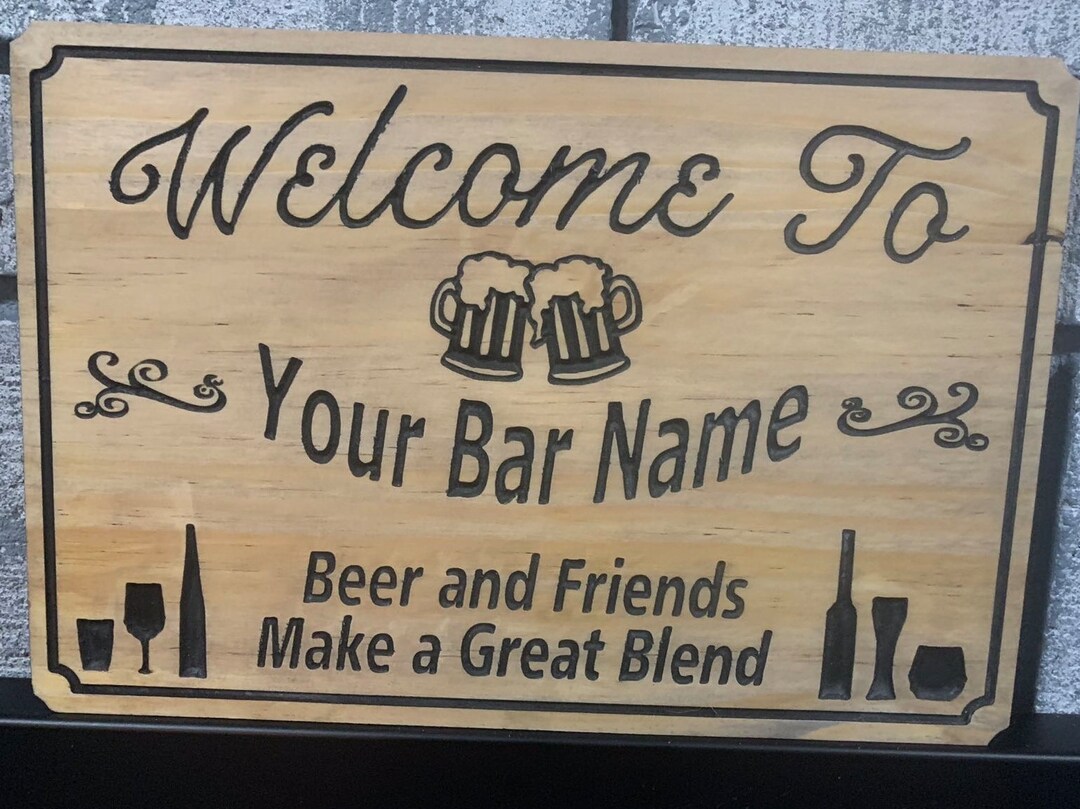 Welcome To
Your Bar Name
Beer and Friends
Make a Great Blend